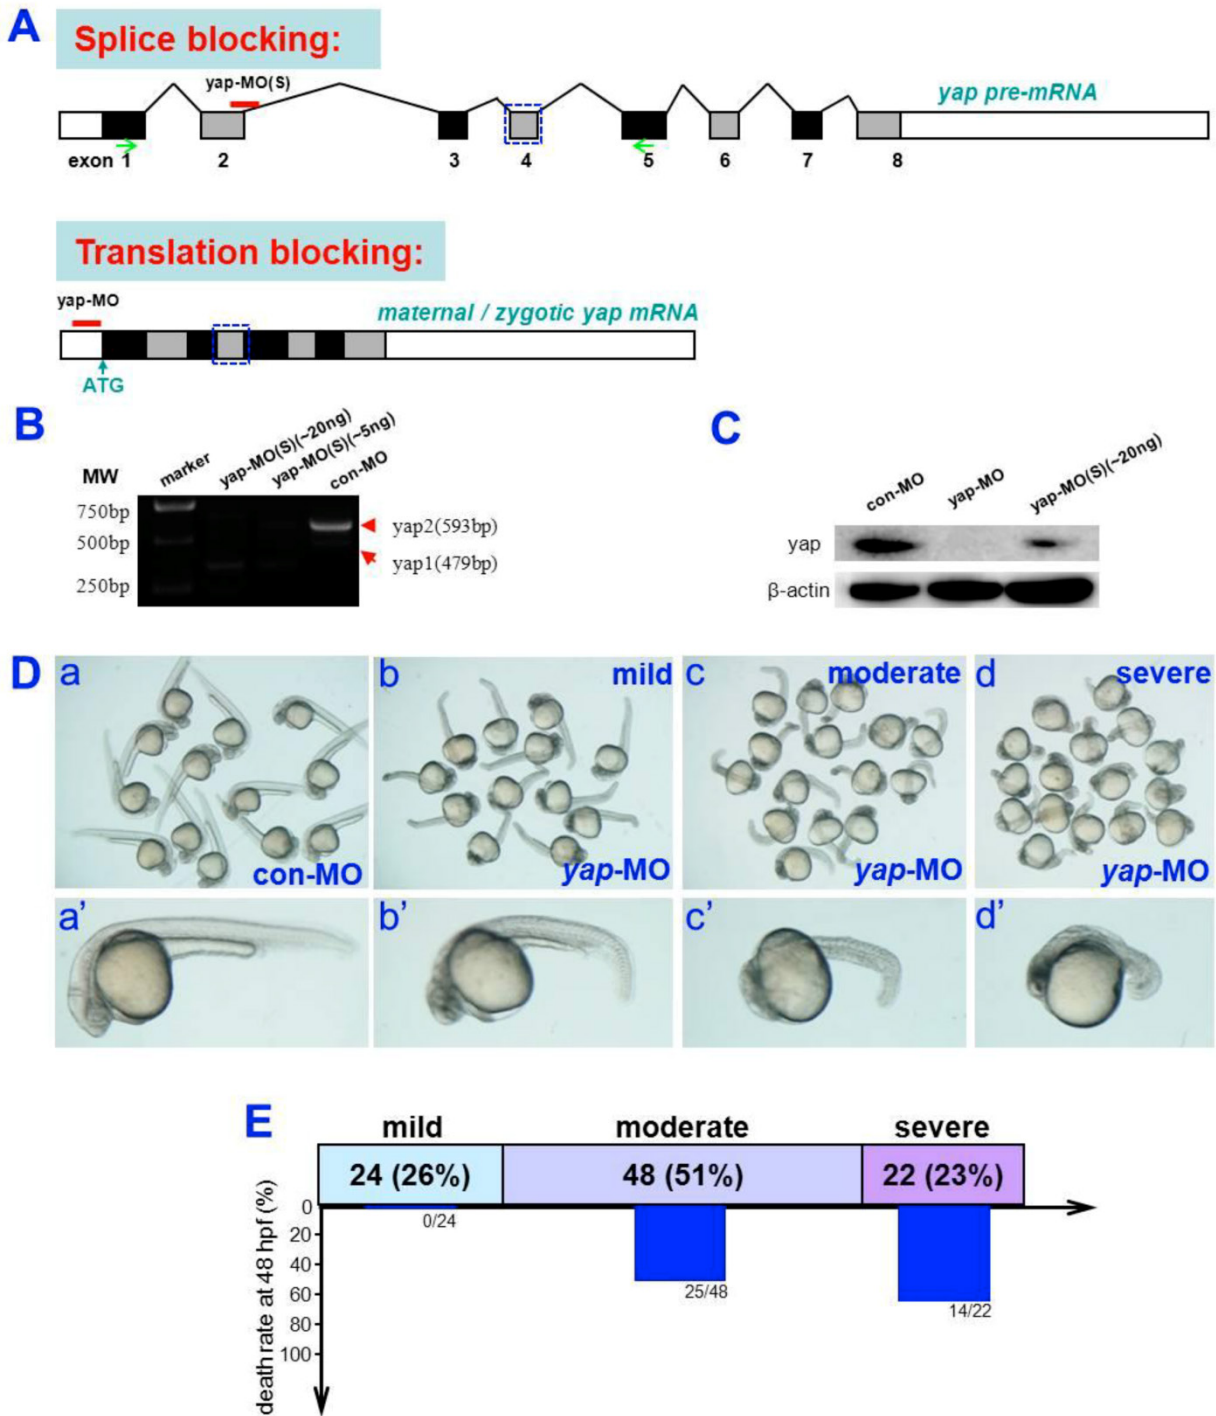 A
Splice blocking:
yap-MO(S)
yap pre-mRNA
exon 1 2 3 4 5 6 7 8
Translation blocking:
yap-MO
maternal / zygotic yap mRNA
ATG
B
MW
marker
yap-MO(S)(~20ng)
yap-MO(S)(~5ng)
con-MO
750bp
500bp
250bp
yap2(593bp)
yap1(479bp)
C
con-MO
yap-MO
yap-MO(S)(~20ng)
yap
β-actin
D
a
con-MO
b
mild
yap-MO
c
moderate
yap-MO
d
severe
yap-MO
a’
b’
c’
d’
E
mild moderate severe
24 (26%) 48 (51%) 22 (23%)
death rate at 48 hpf (%)
0
20
40
60
80
100
0/24
25/48
14/22